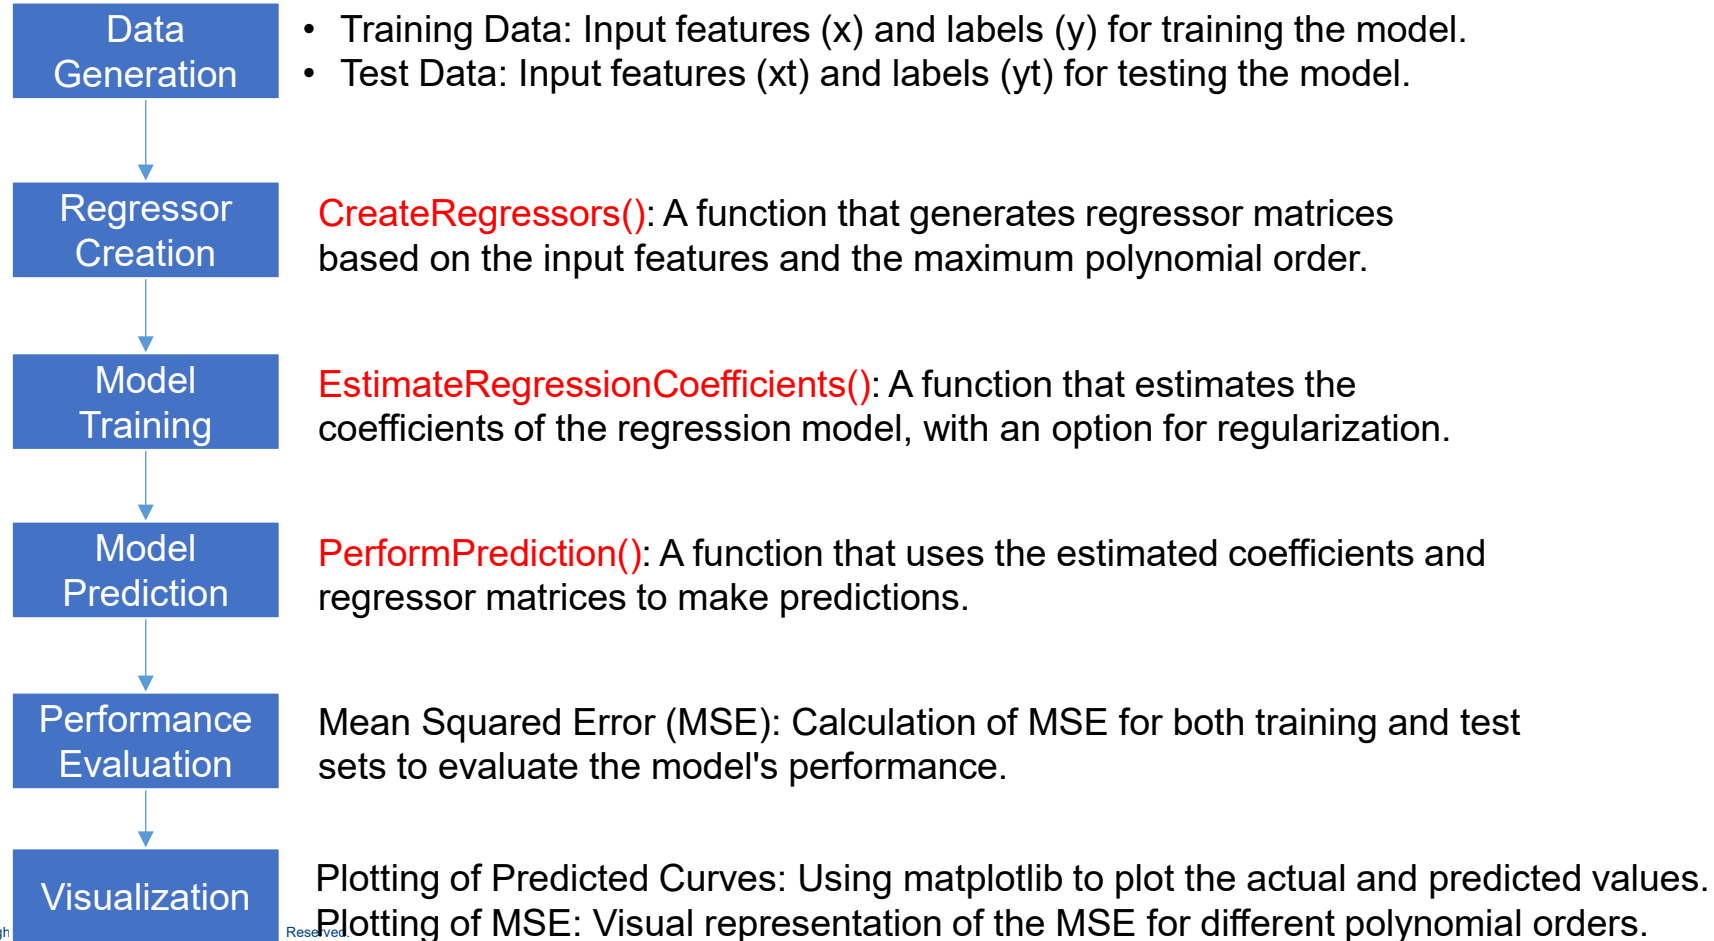 Data
Generation
• Training Data: Input features (x) and labels (y) for training the model.
• Test Data: Input features (xt) and labels (yt) for testing the model.
Regressor
Creation
CreateRegressors(): A function that generates regressor matrices
based on the input features and the maximum polynomial order.
Model
Training
EstimateRegressionCoefficients(): A function that estimates the
coefficients of the regression model, with an option for regularization.
Model
Prediction
PerformPrediction(): A function that uses the estimated coefficients and
regressor matrices to make predictions.
Performance
Evaluation
Mean Squared Error (MSE): Calculation of MSE for both training and test
sets to evaluate the model's performance.
Visualization
Plotting of Predicted Curves: Using matplotlib to plot the actual and predicted values.
Plotting of MSE: Visual representation of the MSE for different polynomial orders.
Reserved.